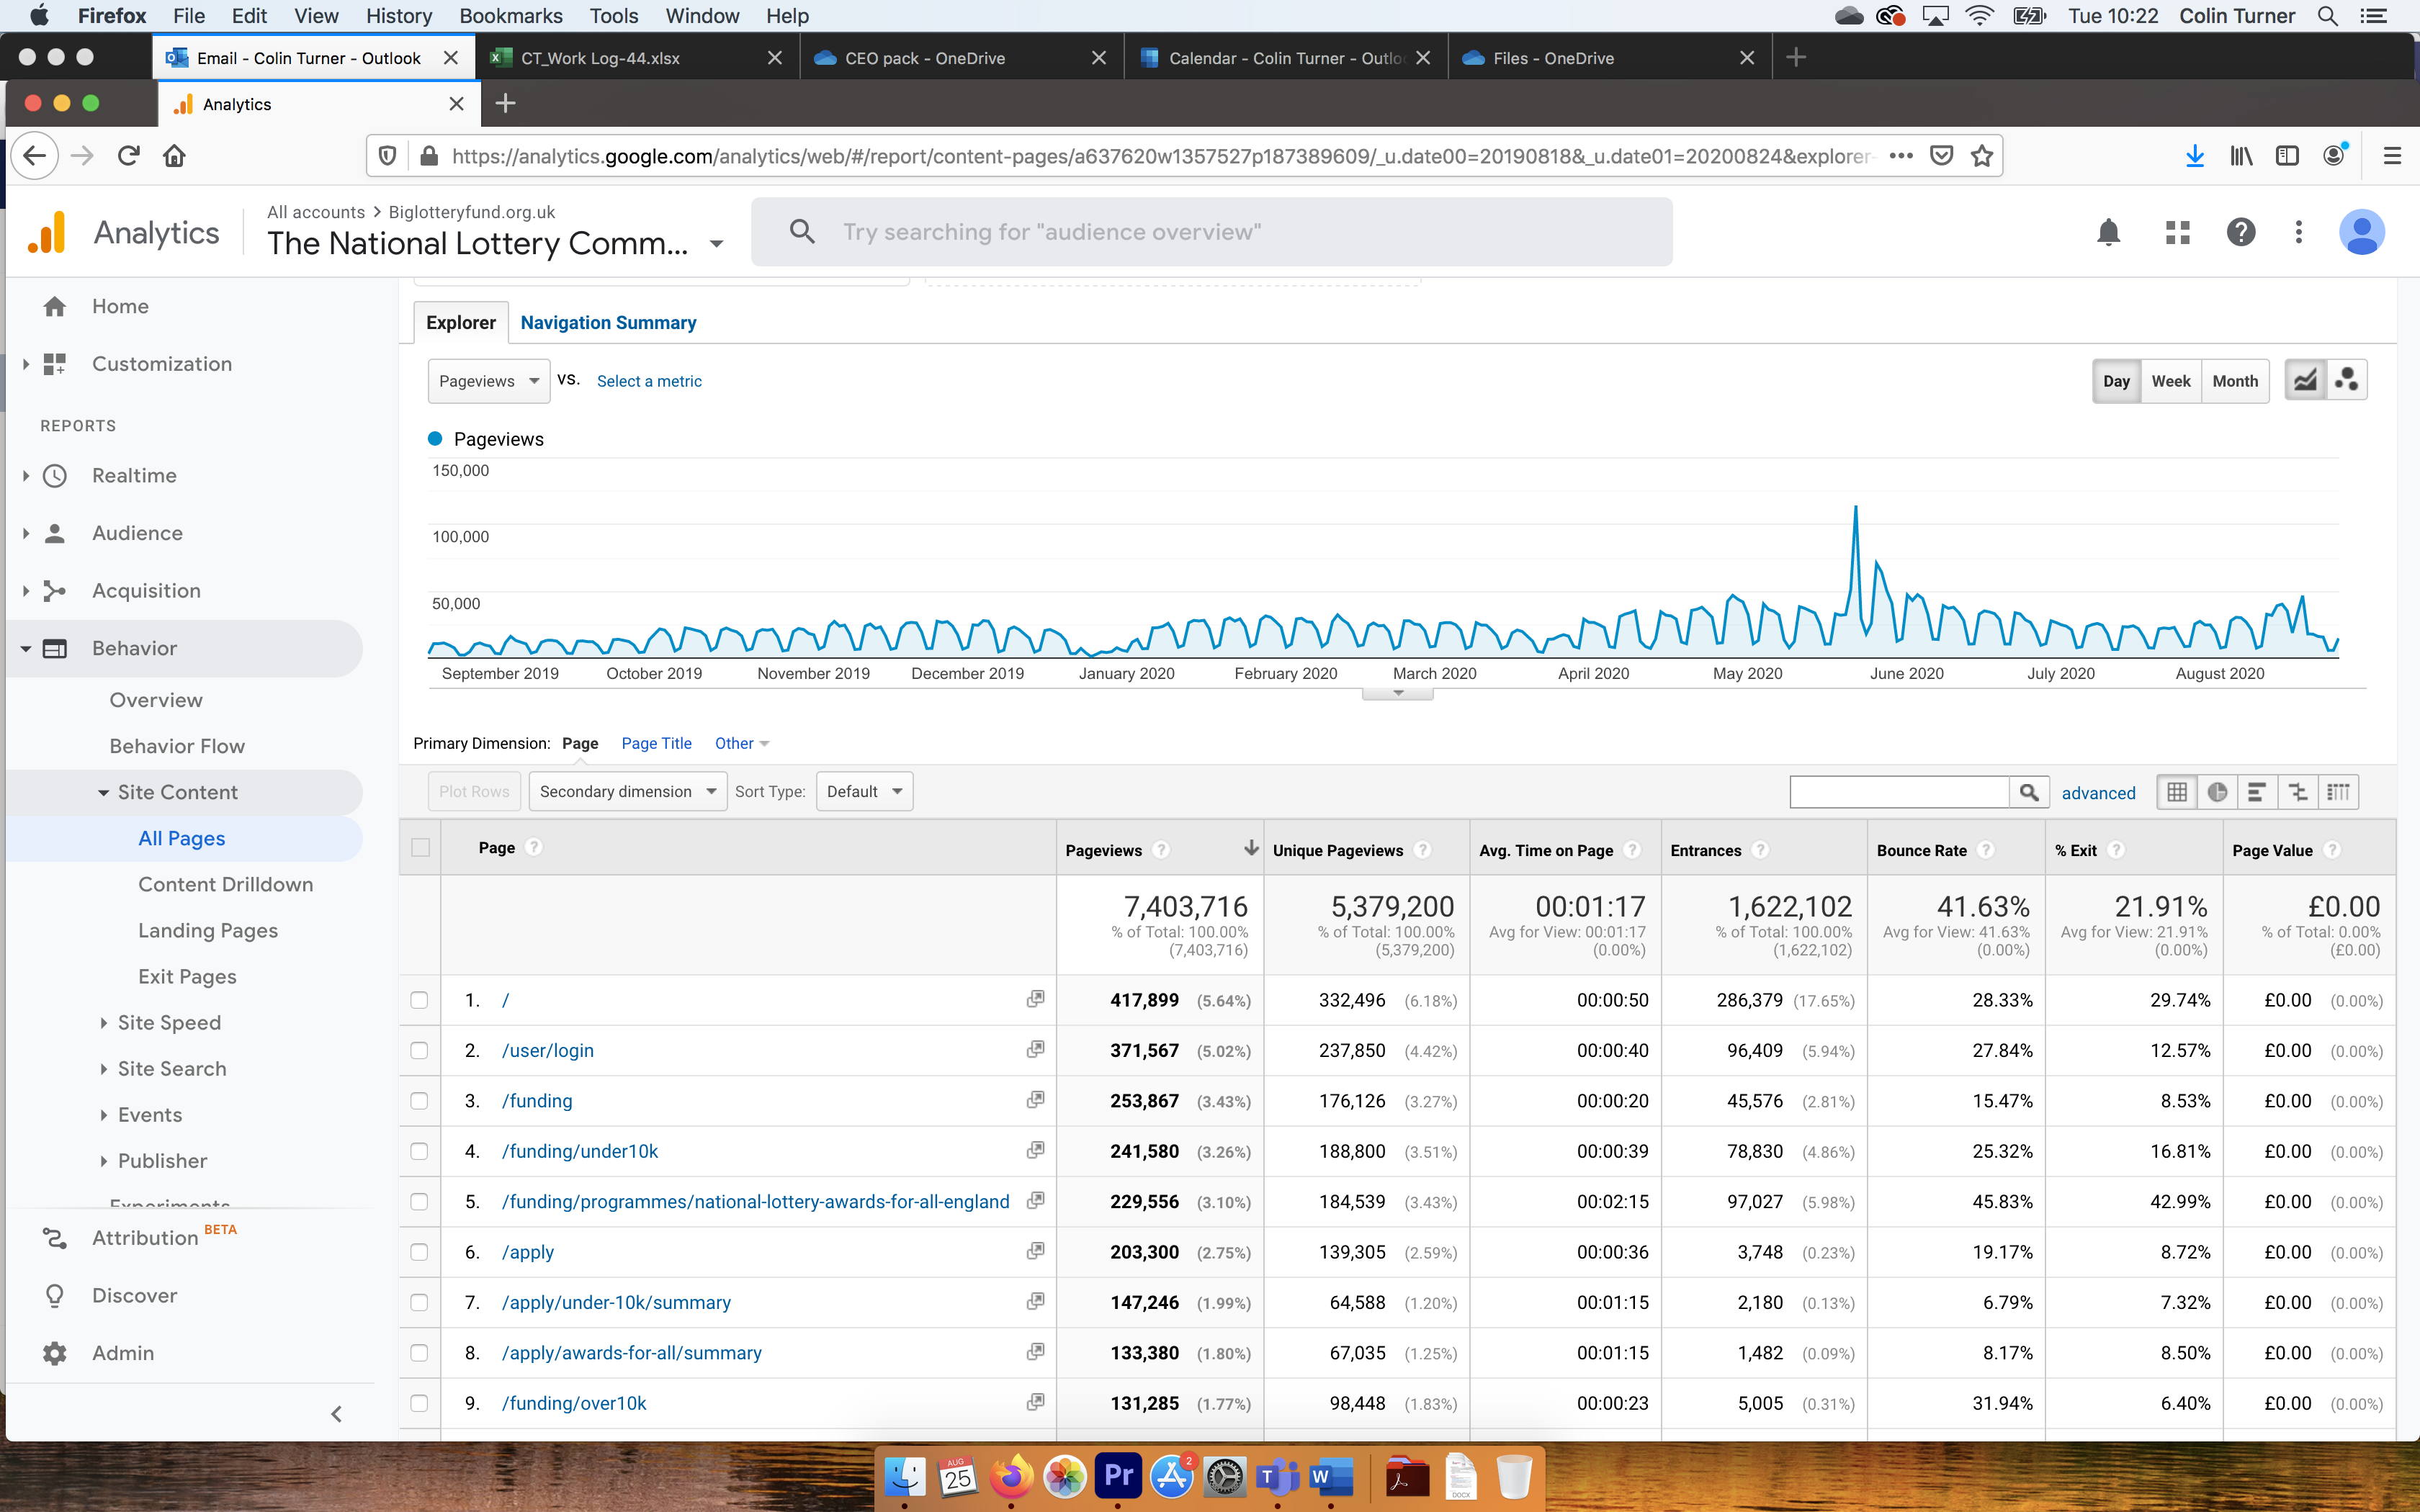 Firefox File Edit View History Bookmarks Tools Window Help Tue 10:22 Colin Turner
Email - Colin Turner - Outlook CT_Work Log-44.xlsx CEO pack - OneDrive Calendar - Colin Turner - Outlo Files - OneDrive
Analytics
https://analytics.google.com/analytics/web/#/report/content-pages/a637620w1357527p187389609/_u.date00=20190818&_u.date01=20200824&explorer-
Analytics
All accounts > Biglotteryfund.org.uk
The National Lottery Comm...
Try searching for "audience overview"
Home
Customization
REPORTS
Realtime
Audience
Acquisition
Behavior
Overview
Behavior Flow
Site Content
All Pages
Content Drilldown
Landing Pages
Exit Pages
Site Speed
Site Search
Events
Publisher
Experiments
Attribution BETA
Discover
Admin
Explorer Navigation Summary
Pageviews VS. Select a metric
Day Week Month
Pageviews
150,000
100,000
50,000
September 2019 October 2019 November 2019 December 2019 January 2020 February 2020 March 2020 April 2020 May 2020 June 2020 July 2020 August 2020
Primary Dimension: Page Page Title Other
Plot Rows Secondary dimension Sort Type: Default advanced
Page ? Pageviews ? Unique Pageviews ? Avg. Time on Page ? Entrances ? Bounce Rate ? % Exit ? Page Value ?
7,403,716 5,379,200 00:01:17 1,622,102 41.63% 21.91% £0.00
% of Total: 100.00% % of Total: 100.00% Avg for View: 00:01:17 % of Total: 100.00% Avg for View: 41.63% Avg for View: 21.91% % of Total: 0.00%
(7,403,716) (5,379,200) (0.00%) (1,622,102) (0.00%) (0.00%) (£0.00)
1. / 417,899 (5.64%) 332,496 (6.18%) 00:00:50 286,379 (17.65%) 28.33% 29.74% £0.00 (0.00%)
2. /user/login 371,567 (5.02%) 237,850 (4.42%) 00:00:40 96,409 (5.94%) 27.84% 12.57% £0.00 (0.00%)
3. /funding 253,867 (3.43%) 176,126 (3.27%) 00:00:20 45,576 (2.81%) 15.47% 8.53% £0.00 (0.00%)
4. /funding/under10k 241,580 (3.26%) 188,800 (3.51%) 00:00:39 78,830 (4.86%) 25.32% 16.81% £0.00 (0.00%)
5. /funding/programmes/national-lottery-awards-for-all-england 229,556 (3.10%) 184,539 (3.43%) 00:02:15 97,027 (5.98%) 45.83% 42.99% £0.00 (0.00%)
6. /apply 203,300 (2.75%) 139,305 (2.59%) 00:00:36 3,748 (0.23%) 19.17% 8.72% £0.00 (0.00%)
7. /apply/under-10k/summary 147,246 (1.99%) 64,588 (1.20%) 00:01:15 2,180 (0.13%) 6.79% 7.32% £0.00 (0.00%)
8. /apply/awards-for-all/summary 133,380 (1.80%) 67,035 (1.25%) 00:01:15 1,482 (0.09%) 8.17% 8.50% £0.00 (0.00%)
9. /funding/over10k 131,285 (1.77%) 98,448 (1.83%) 00:00:23 5,005 (0.31%) 31.94% 6.40% £0.00 (0.00%)
AUG
25
Pr
2
T
W
DOCX